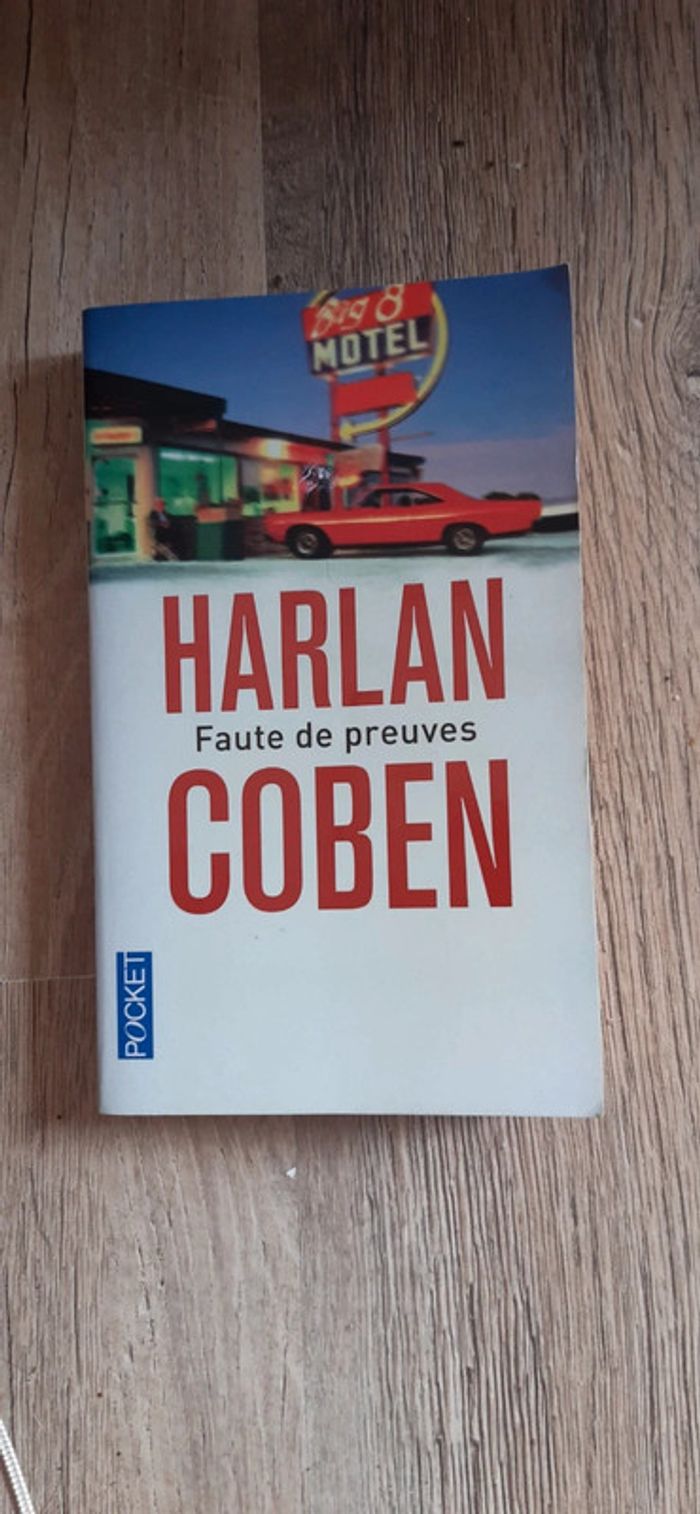 Big 8
MOTEL
HARLAN
Faute de preuves
COBEN
POCKET